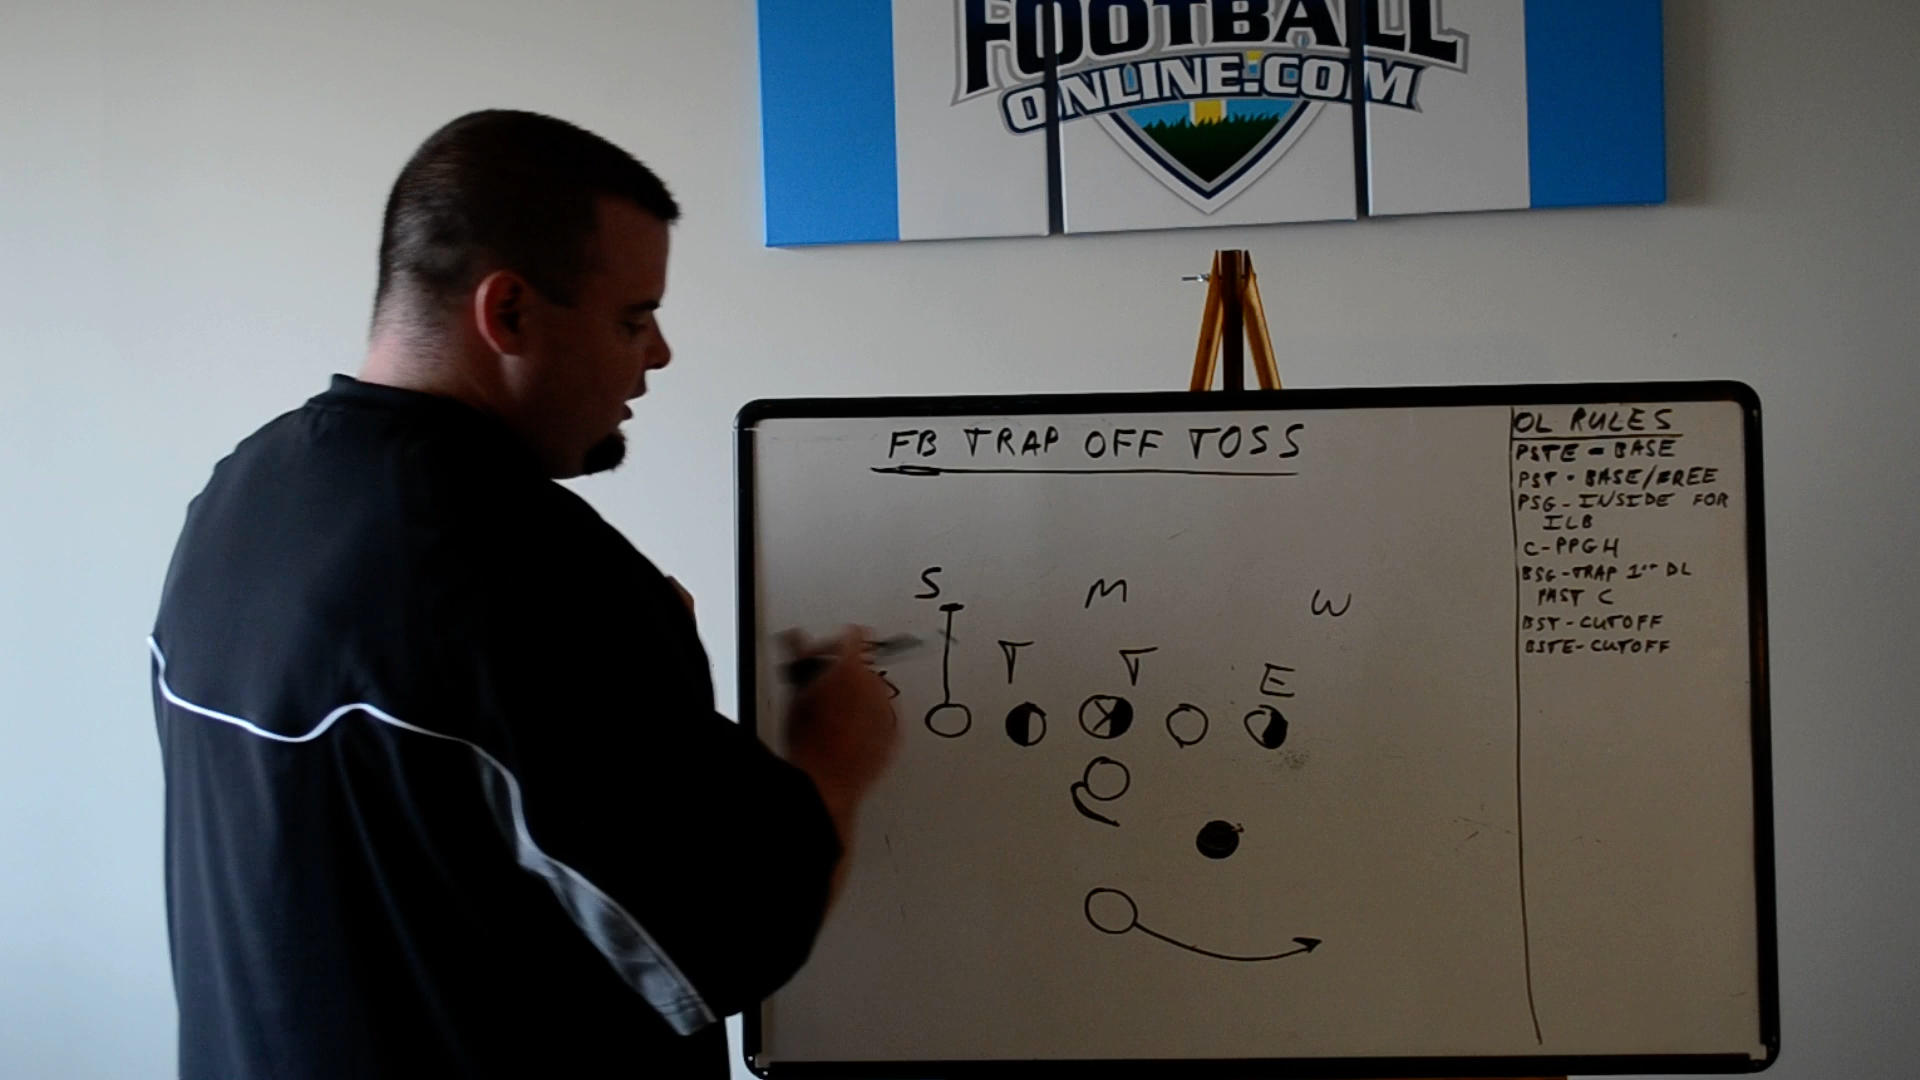 FOOTBALL
ONLINE.COM
FB TRAP OFF TOSS
OL RULES
PSTE - BASE
PST - BASE/FREE
PSG - INSIDE FOR
ILB
C-PPGH
BSG-TRAP 1ST DL
PAST C
BST-CUTOFF
BSTE-CUTOFF
S M W
T T E